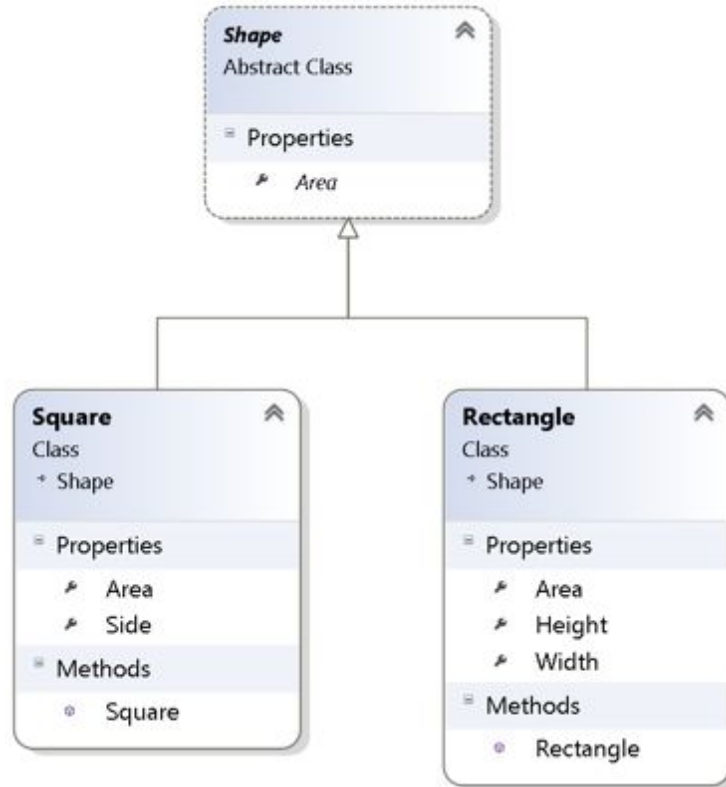 Shape
Abstract Class
Properties
Area
Square
Class
Shape
Properties
Area
Side
Methods
Square
Rectangle
Class
Shape
Properties
Area
Height
Width
Methods
Rectangle